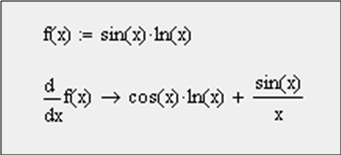 f(x) := sin(x)·ln(x)
d/dx f(x) → cos(x)·ln(x) + sin(x)/x